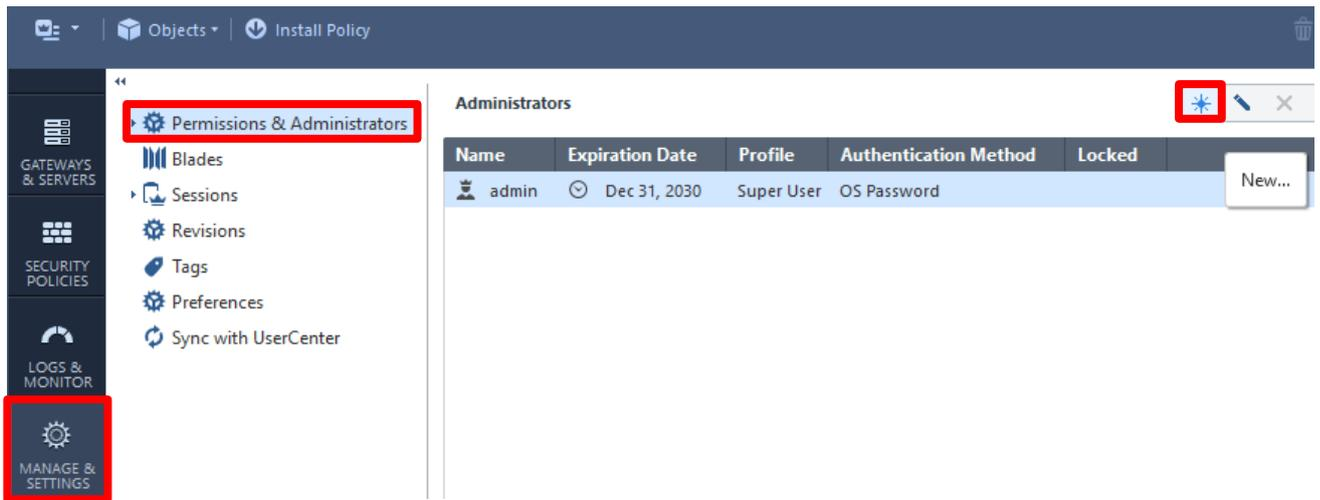 Objects
Install Policy
GATEWAYS
& SERVERS
SECURITY
POLICIES
LOGS &
MONITOR
MANAGE &
SETTINGS
Permissions & Administrators
Blades
Sessions
Revisions
Tags
Preferences
Sync with UserCenter
Administrators
Name Expiration Date Profile Authentication Method Locked
admin Dec 31, 2030 Super User OS Password
New...